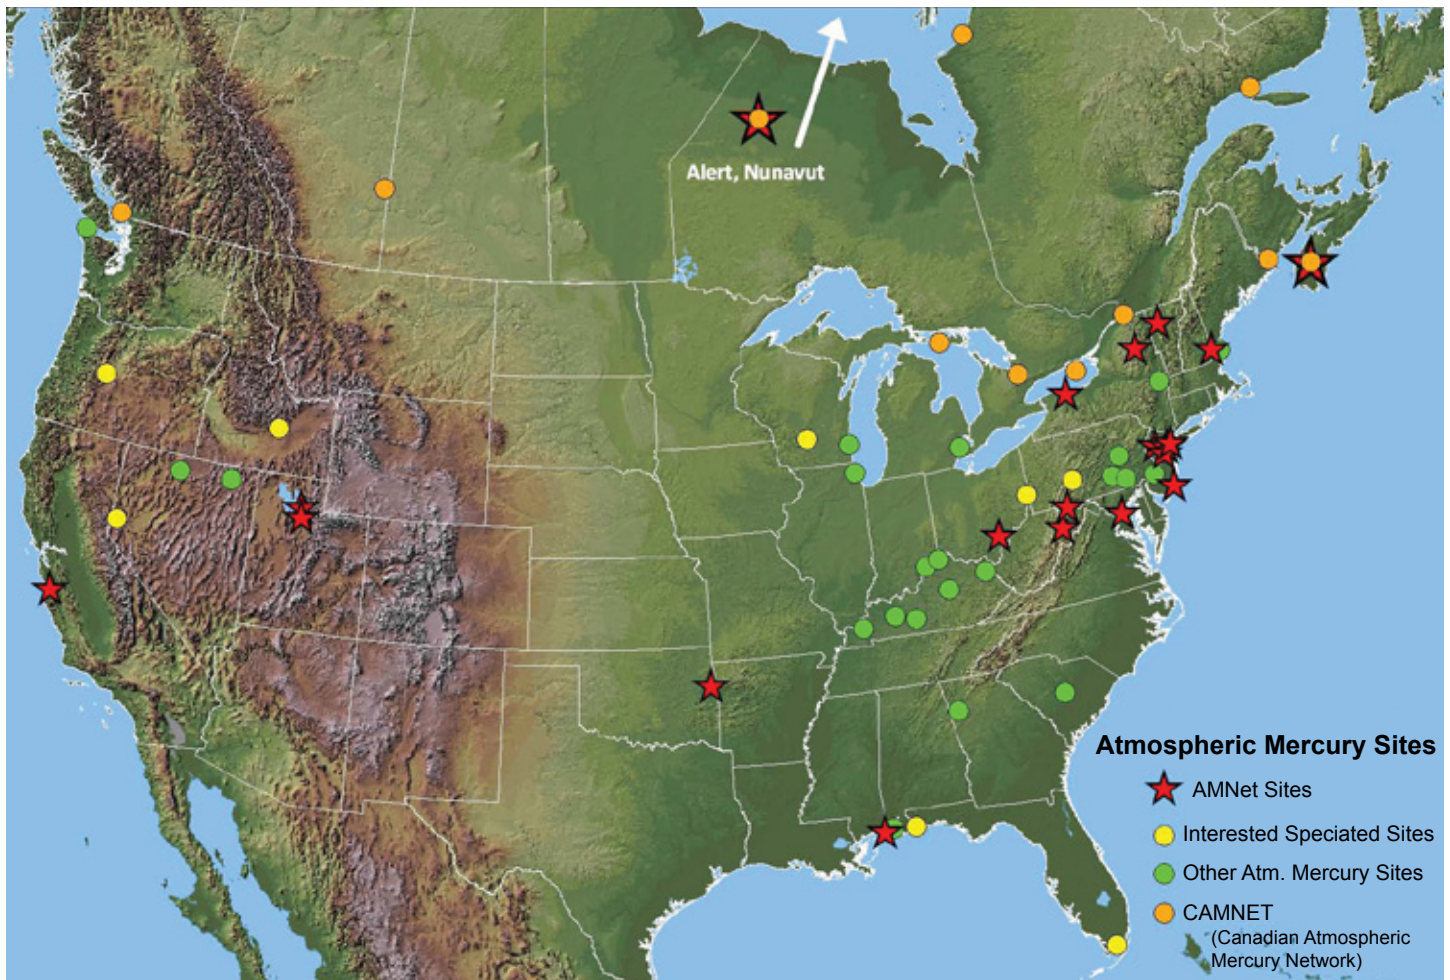 Alert, Nunavut
Atmospheric Mercury Sites
AMNet Sites
Interested Speciated Sites
Other Atm. Mercury Sites
CAMNET
(Canadian Atmospheric
Mercury Network)